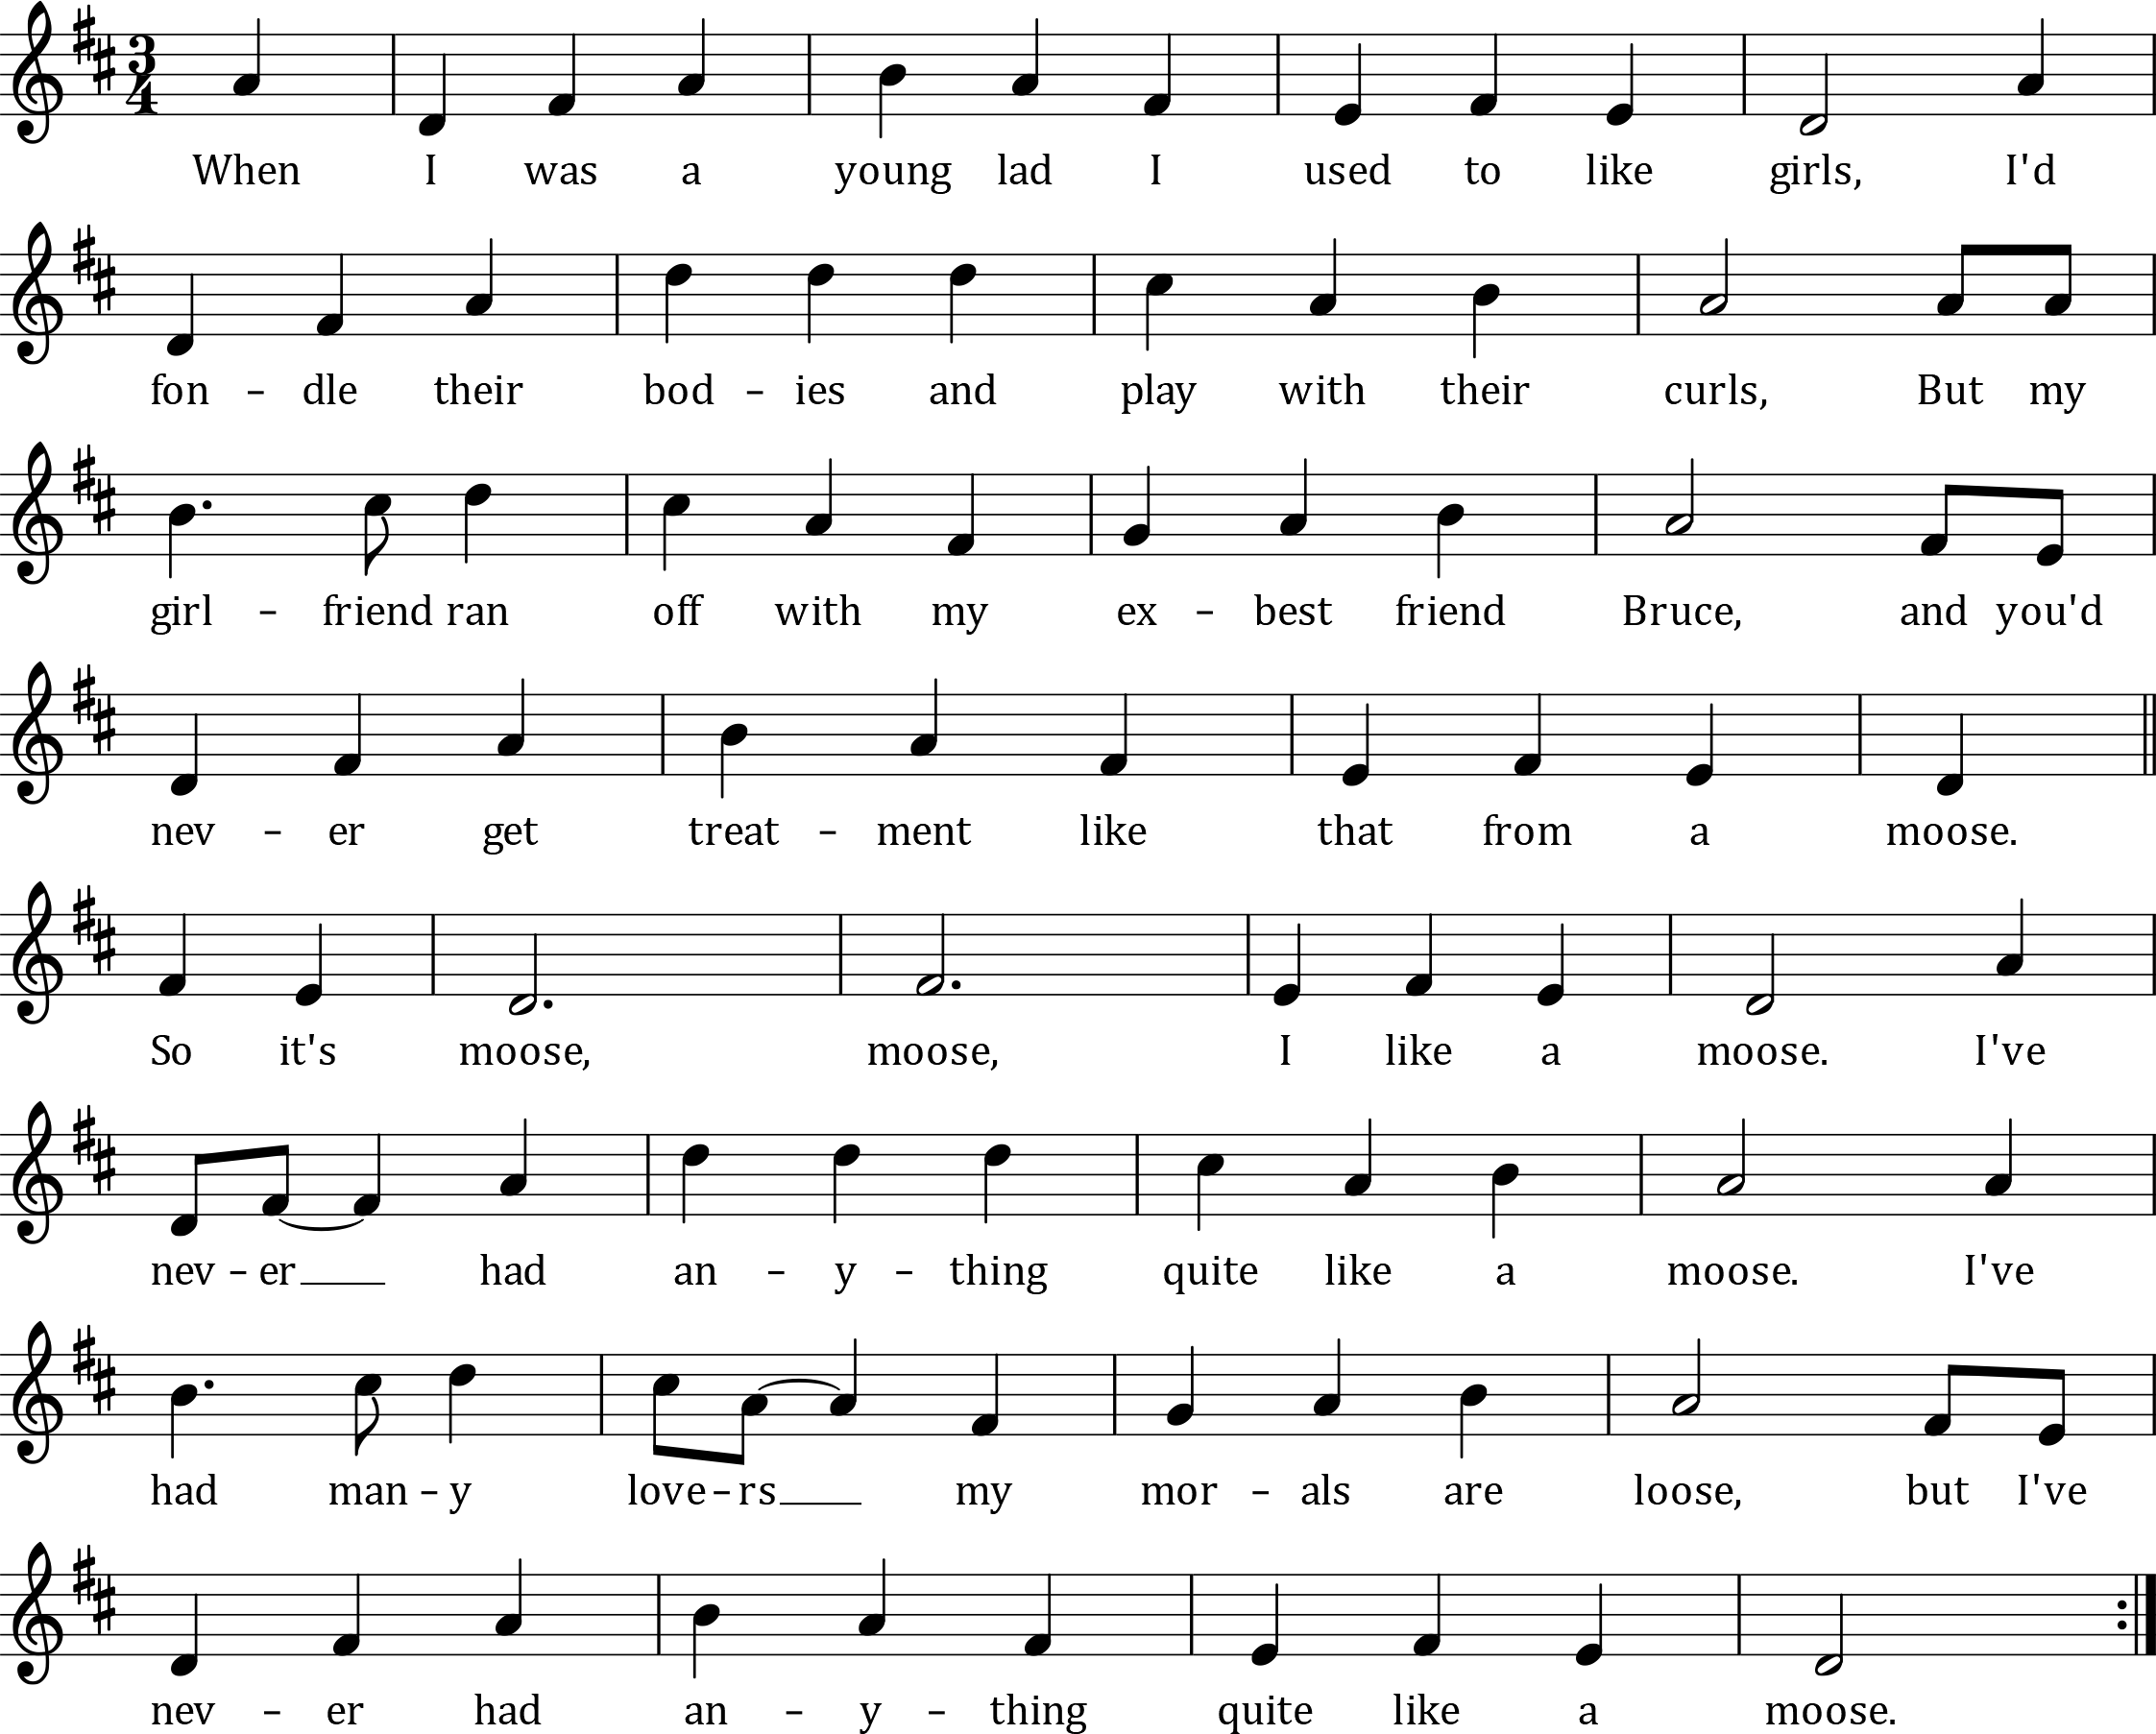 3
4
When I was a young lad I used to like girls, I'd
fon - dle their bod - ies and play with their curls, But my
girl - friend ran off with my ex - best friend Bruce, and you'd
nev - er get treat - ment like that from a moose.
So it's moose, moose, I like a moose. I've
nev - er had an - y - thing quite like a moose. I've
had man - y love - rs my mor - als are loose, but I've
nev - er had an - y - thing quite like a moose.